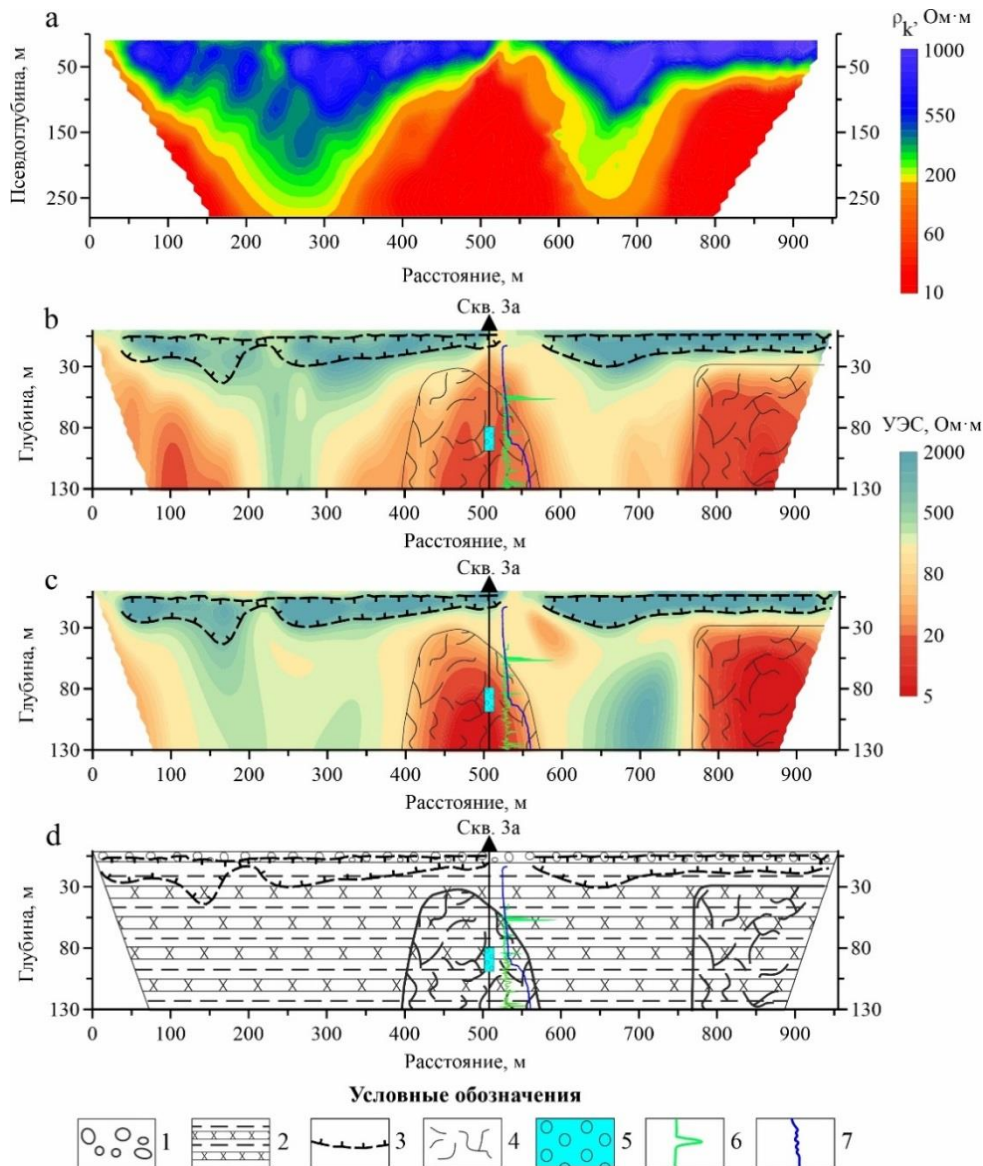 a
ρk, Ом·м
1000
550
200
60
10
Псевдоглубина, м
50
150
250
50
150
250
0 100 200 300 400 500 600 700 800 900
Расстояние, м
Скв. 3а
b
Глубина, м
30
80
130
30
80
130
0 100 200 300 400 500 600 700 800 900
Расстояние, м
УЭС, Ом·м
2000
500
80
20
5
Скв. 3а
c
Глубина, м
30
80
130
30
80
130
0 100 200 300 400 500 600 700 800 900
Расстояние, м
Скв. 3а
d
Глубина, м
30
80
130
30
80
130
0 100 200 300 400 500 600 700 800 900
Расстояние, м
Условные обозначения
1 2 3 4 5 6 7